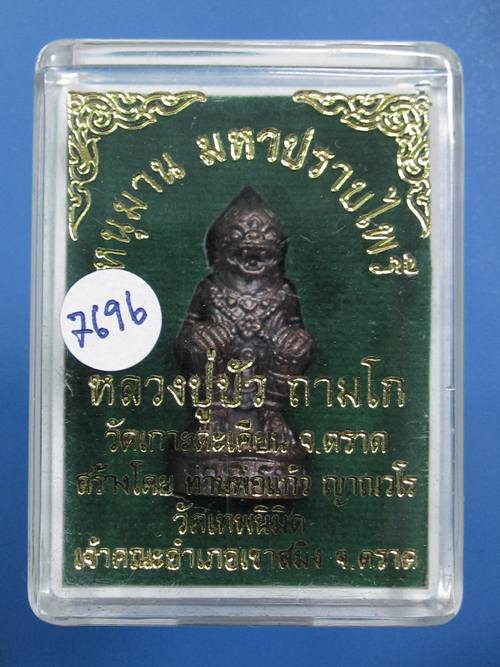 หนุมาน มหาปราบไพรี
7696
หลวงปู่บัว ถามโก
วัดเกาะตะเคียน จ.ตราด
สร้างโดย ท่านพ่อแก้ว ญาณวโร
วัดเทพนิมิต
เจ้าคณะอำเภอเขาสมิง จ.ตราด